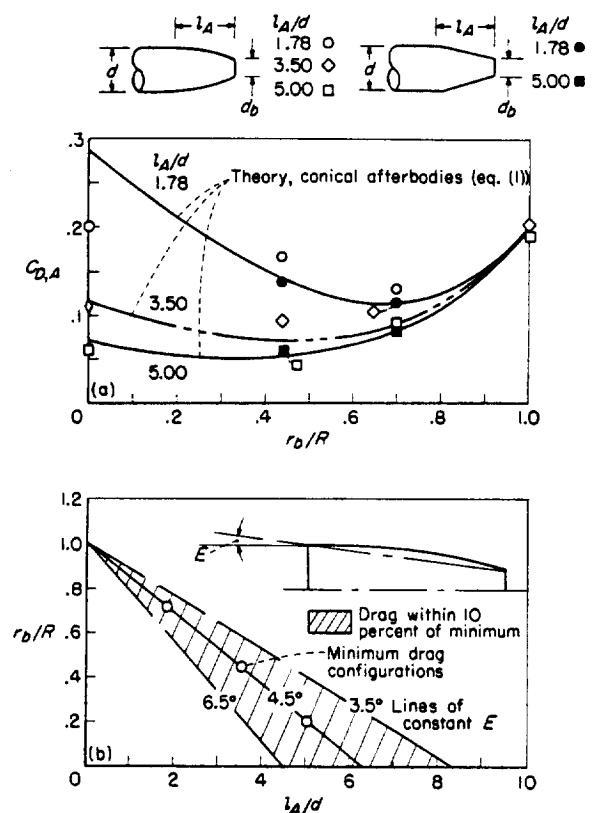 l_A l_A/d
1.78 ○
3.50 ◇
5.00 □
d
d_b
l_A l_A/d
1.78 ●
5.00 ■
d
d_b
.3
.2
.1
0
C_D,A
l_A/d
1.78
Theory, conical afterbodies (eq. (1))
3.50
5.00
(a)
0 .2 .4 .6 .8 1.0
r_b/R
1.2
1.0
.8
.6
.4
.2
r_b/R
E
Drag within 10
percent of minimum
Minimum drag
configurations
6.5° 4.5° 3.5° Lines of
constant E
(b)
0 2 4 6 8 10
l_A/d